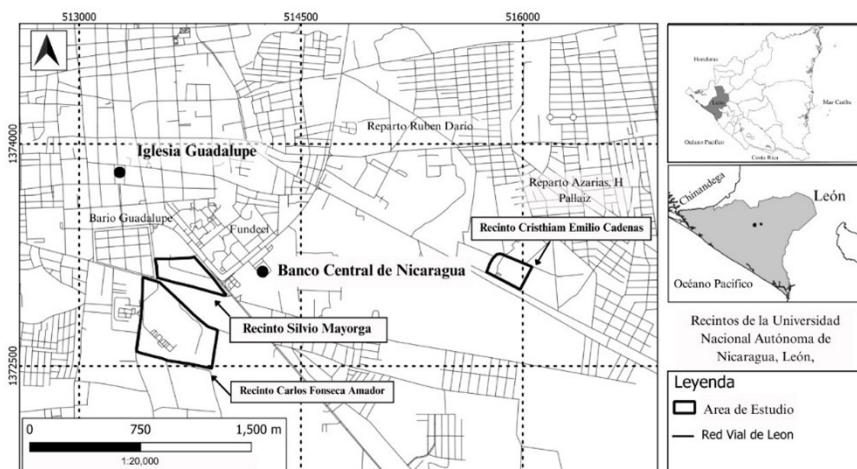 513000
514500
516000
1374000
1372500
Iglesia Guadalupe
Bario Guadalupe
Fundeci
Reparto Ruben Dario
Reparto Azarias, H
Pallaiz
Recinto Cristhiam Emilio Cadenas
Banco Central de Nicaragua
Recinto Silvio Mayorga
Recinto Carlos Fonseca Amador
0 750 1,500 m
1:20,000
Honduras
León
Mar Caribe
Océano Pacifico
Costa Rica
Chinandega
León
Océano Pacifico
Recintos de la Universidad
Nacional Autónoma de
Nicaragua, León,
Leyenda
Area de Estudio
Red Vial de Leon